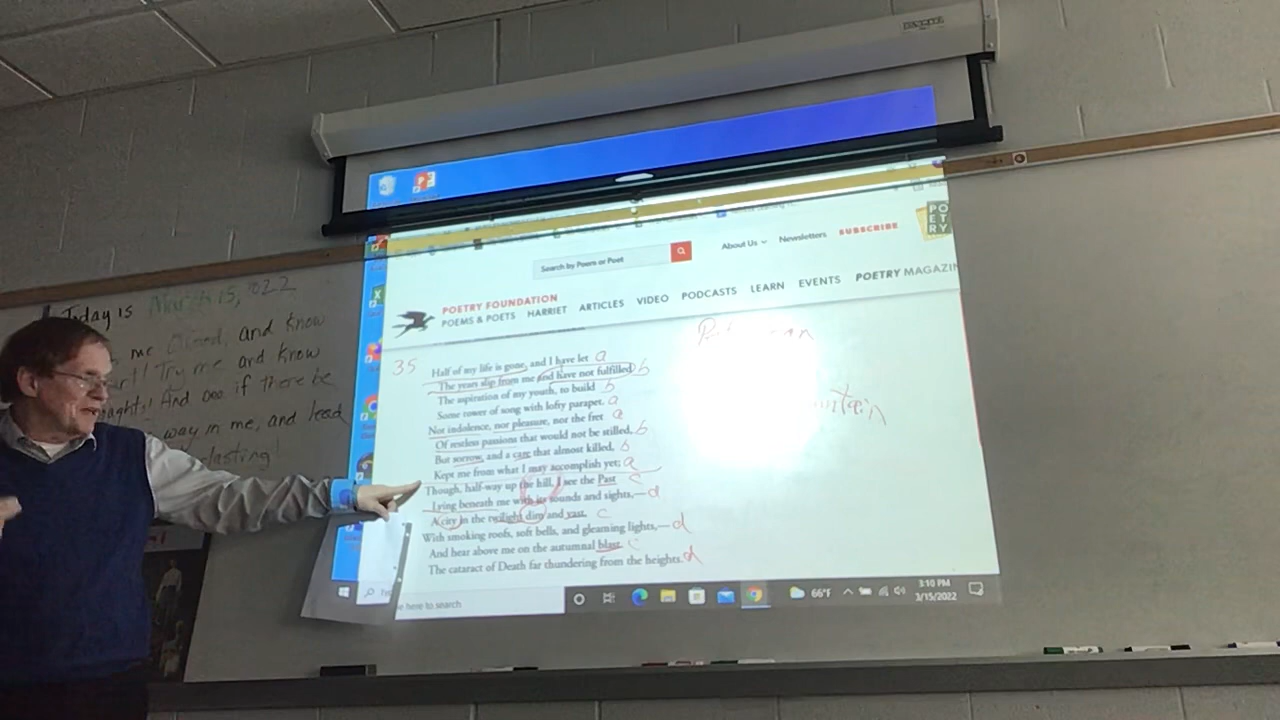 Today is March 15, 2022
me and know
Try me and know
And see if there be
way in me, and lead
lasting!
Search by Poem or Poet
About Us
Newsletters
SUBSCRIBE
PO
ET
RY
POETRY FOUNDATION
POEMS & POETS
HARRIET
ARTICLES
VIDEO
PODCASTS
LEARN
EVENTS
POETRY MAGAZIN
35
Half of my life is gone, and I have let a
The years slip from me and have not fulfilled b
The aspiration of my youth, to build b
Some tower of song with lofty parapet. a
Not indolence, nor pleasure, nor the fret a
Of restless passions that would not be stilled, b
But sorrow, and a care that almost killed, b
Kept me from what I may accomplish yet; a
Though, half-way up the hill, I see the Past c
Lying beneath me with its sounds and sights,— d
A city in the twilight dim and vast, c
With smoking roofs, soft bells, and gleaming lights,— d
And hear above me on the autumnal blast c
The cataract of Death far thundering from the heights. d
e here to search
66°F
3:10 PM
3/15/2022